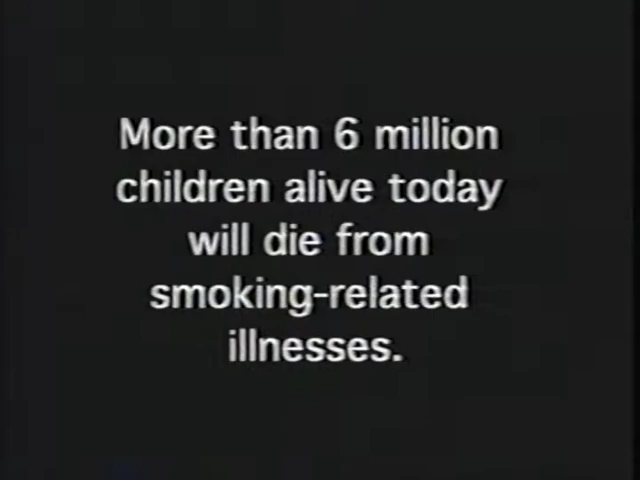 More than 6 million
children alive today
will die from
smoking-related
illnesses.